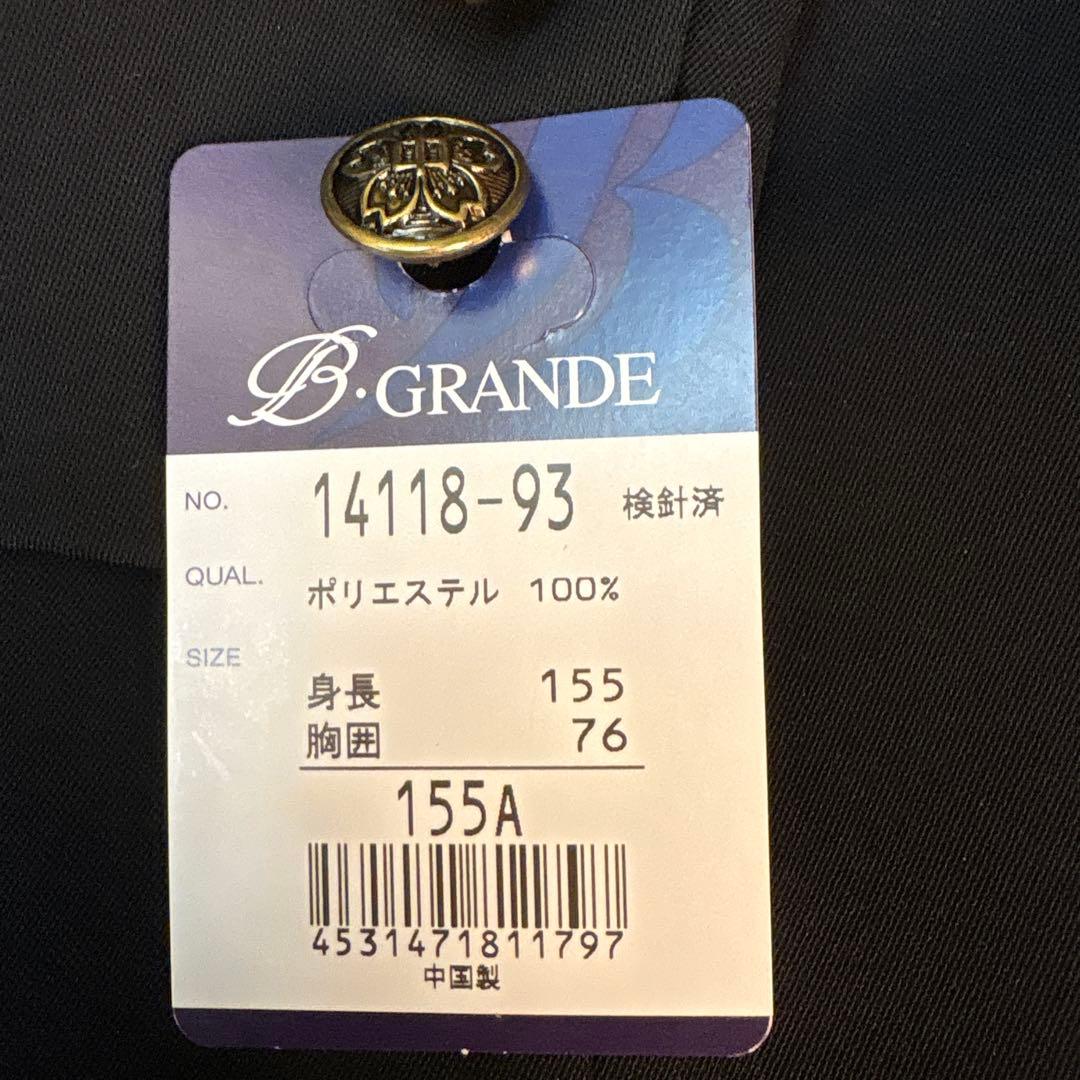 中
B·GRANDE
NO. 14118-93 検針済
QUAL. ポリエステル 100%
SIZE
身長 155
胸囲 76
155A
4531471811797
中国製